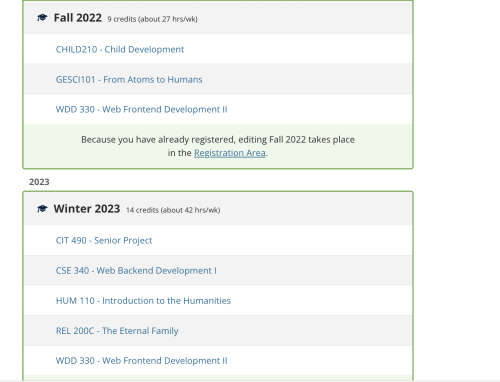 Fall 2022 9 credits (about 27 hrs/wk)
CHILD210 - Child Development
GESCI101 - From Atoms to Humans
WDD 330 - Web Frontend Development II
Because you have already registered, editing Fall 2022 takes place
in the Registration Area.
2023
Winter 2023 14 credits (about 42 hrs/wk)
CIT 490 - Senior Project
CSE 340 - Web Backend Development I
HUM 110 - Introduction to the Humanities
REL 200C - The Eternal Family
WDD 330 - Web Frontend Development II